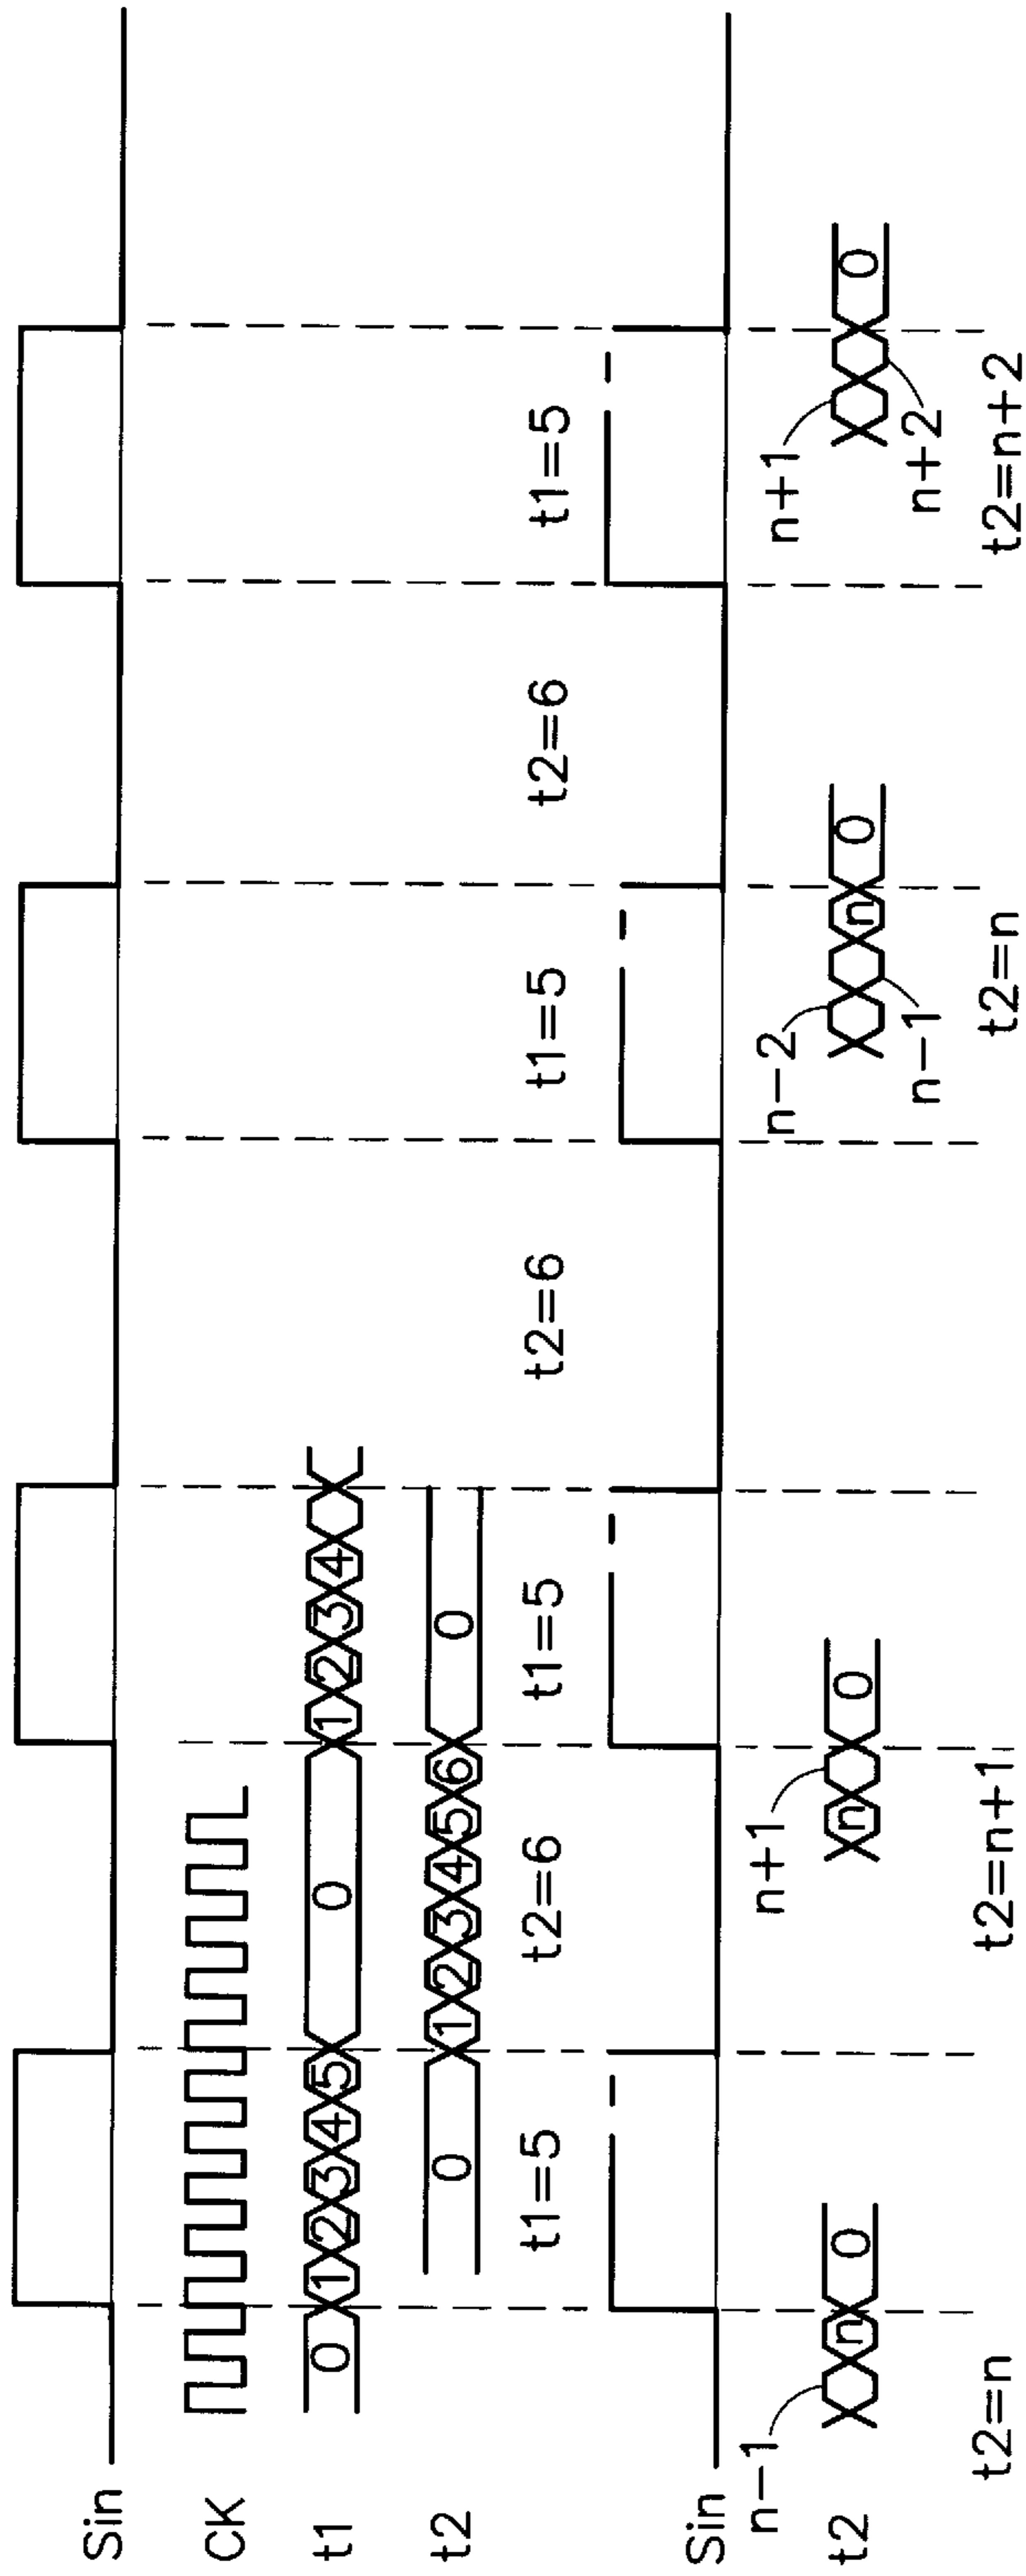 Sin
CK
t1 0 1 2 3 4 5 0 1 2 3 4
t2 0 1 2 3 4 5 6 0
t1=5 t2=6 t1=5 t2=6 t1=5 t2=6 t1=5
Sin
n-1 n+1 n-2 n+1
t2 n 0 n 0 n 0 0
n-1 n+2
t2=n t2=n+1 t2=n t2=n+2